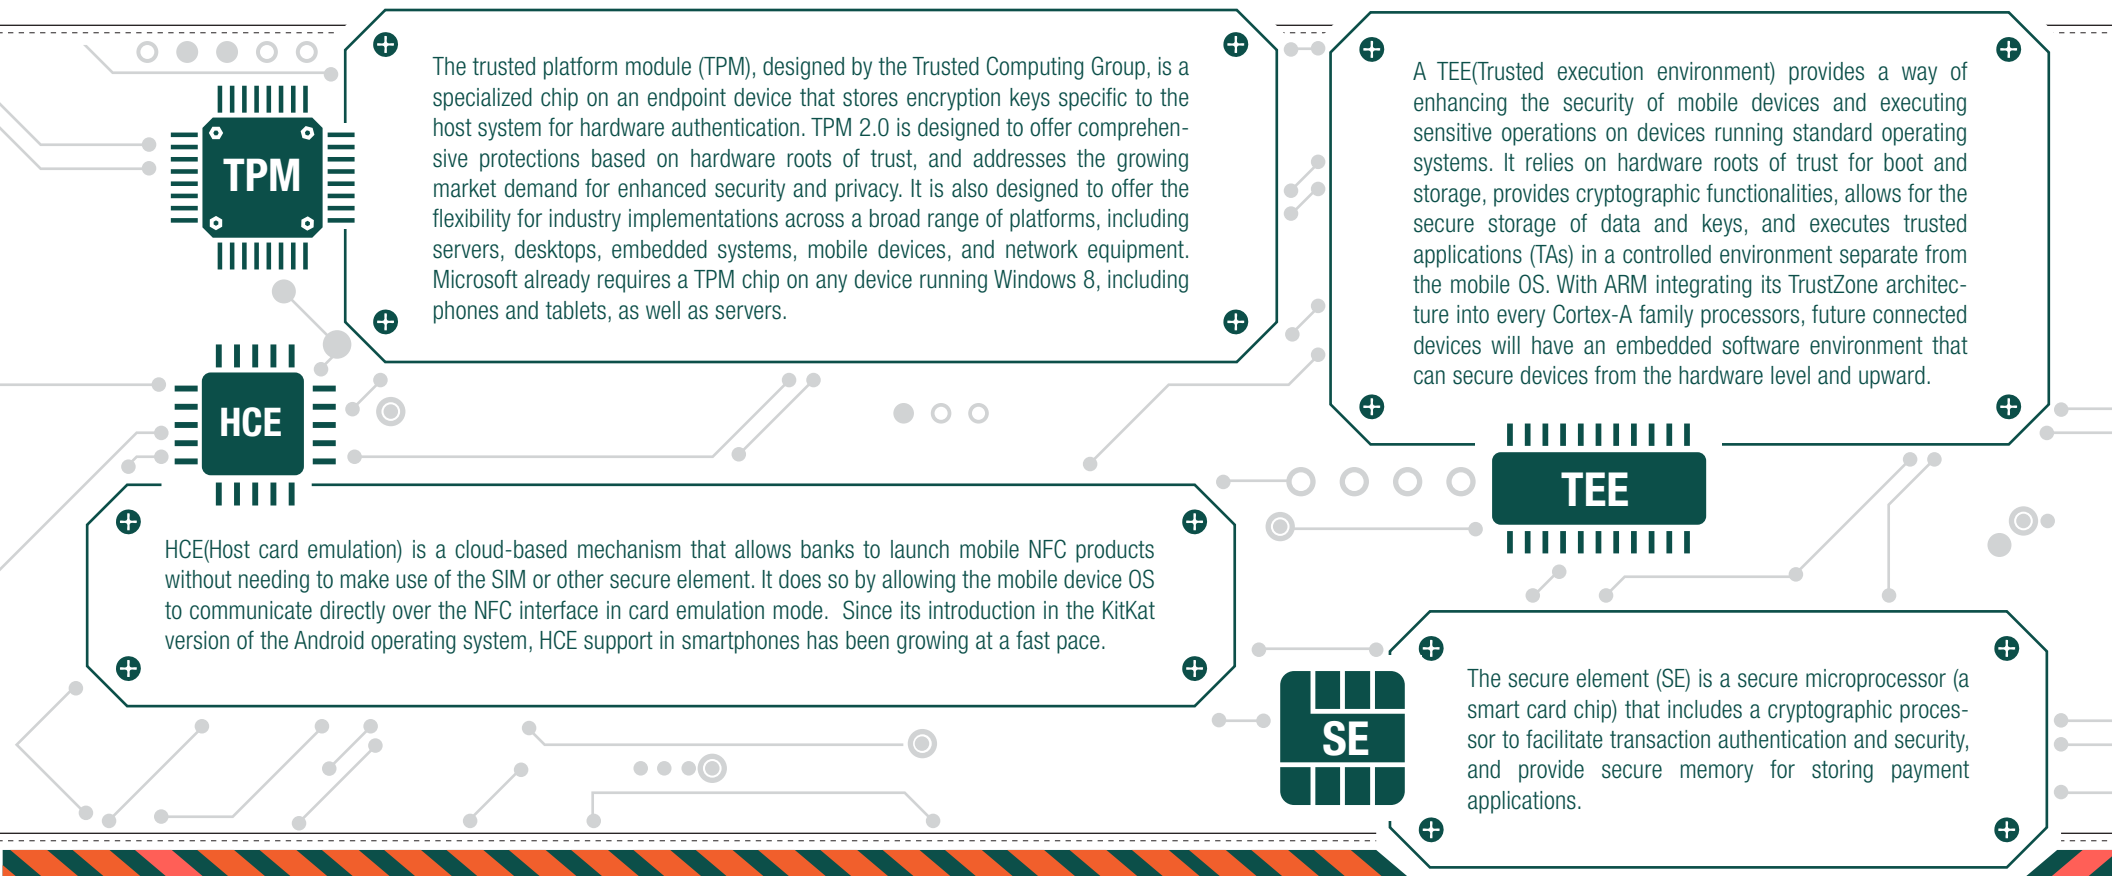 TPM
The trusted platform module (TPM), designed by the Trusted Computing Group, is a
specialized chip on an endpoint device that stores encryption keys specific to the
host system for hardware authentication. TPM 2.0 is designed to offer comprehen-
sive protections based on hardware roots of trust, and addresses the growing
market demand for enhanced security and privacy. It is also designed to offer the
flexibility for industry implementations across a broad range of platforms, including
servers, desktops, embedded systems, mobile devices, and network equipment.
Microsoft already requires a TPM chip on any device running Windows 8, including
phones and tablets, as well as servers.
A TEE(Trusted execution environment) provides a way of
enhancing the security of mobile devices and executing
sensitive operations on devices running standard operating
systems. It relies on hardware roots of trust for boot and
storage, provides cryptographic functionalities, allows for the
secure storage of data and keys, and executes trusted
applications (TAs) in a controlled environment separate from
the mobile OS. With ARM integrating its TrustZone architec-
ture into every Cortex-A family processors, future connected
devices will have an embedded software environment that
can secure devices from the hardware level and upward.
TEE
HCE
HCE(Host card emulation) is a cloud-based mechanism that allows banks to launch mobile NFC products
without needing to make use of the SIM or other secure element. It does so by allowing the mobile device OS
to communicate directly over the NFC interface in card emulation mode.  Since its introduction in the KitKat
version of the Android operating system, HCE support in smartphones has been growing at a fast pace.
SE
The secure element (SE) is a secure microprocessor (a
smart card chip) that includes a cryptographic proces-
sor to facilitate transaction authentication and security,
and provide secure memory for storing payment
applications.